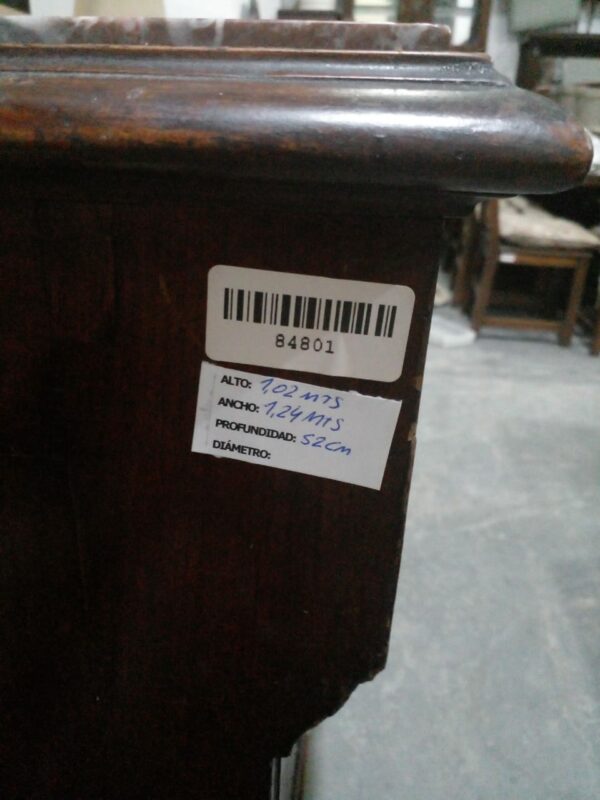 84801
ALTO: 1,02 MTS
ANCHO: 1,24 MTS
PROFUNDIDAD: 52 CM
DIÁMETRO: